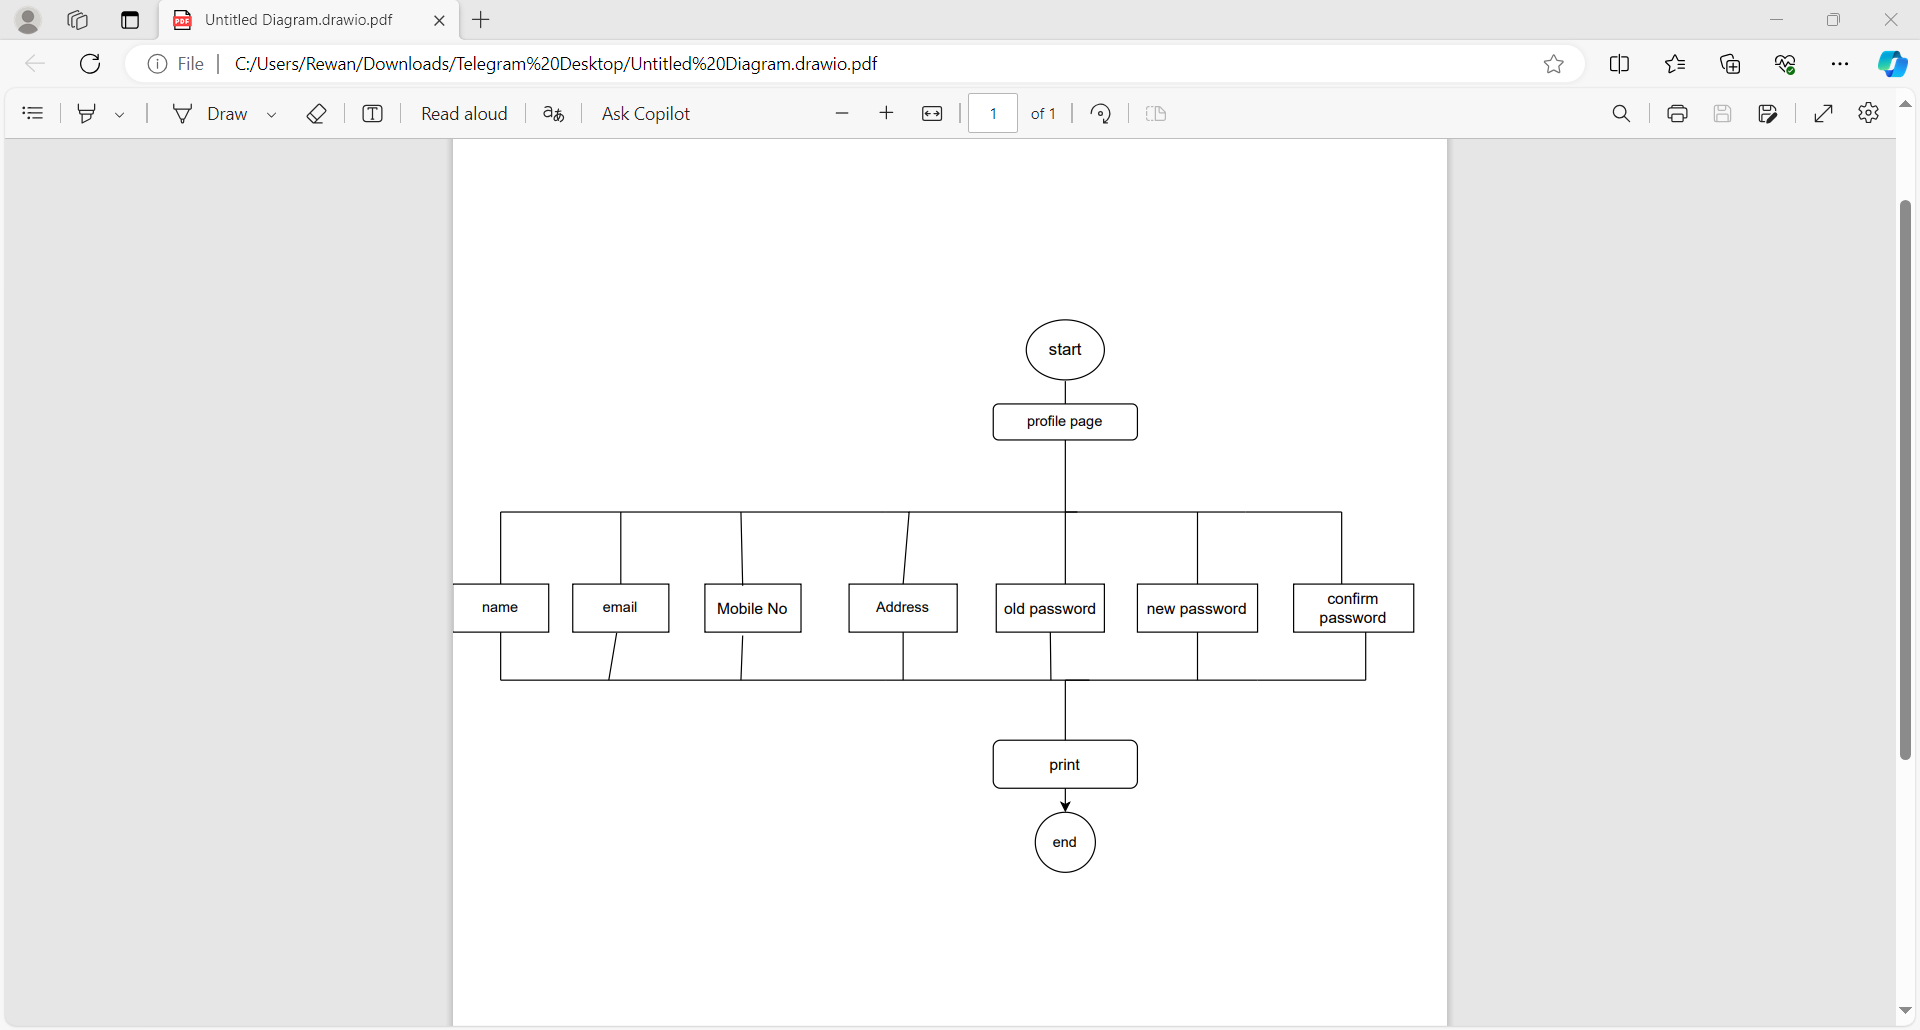 Untitled Diagram.drawio.pdf
File
C:/Users/Rewan/Downloads/Telegram%20Desktop/Untitled%20Diagram.drawio.pdf
Draw
Read aloud
aあ
Ask Copilot
1
of 1
start
profile page
name
email
Mobile No
Address
old password
new password
confirm
password
print
end